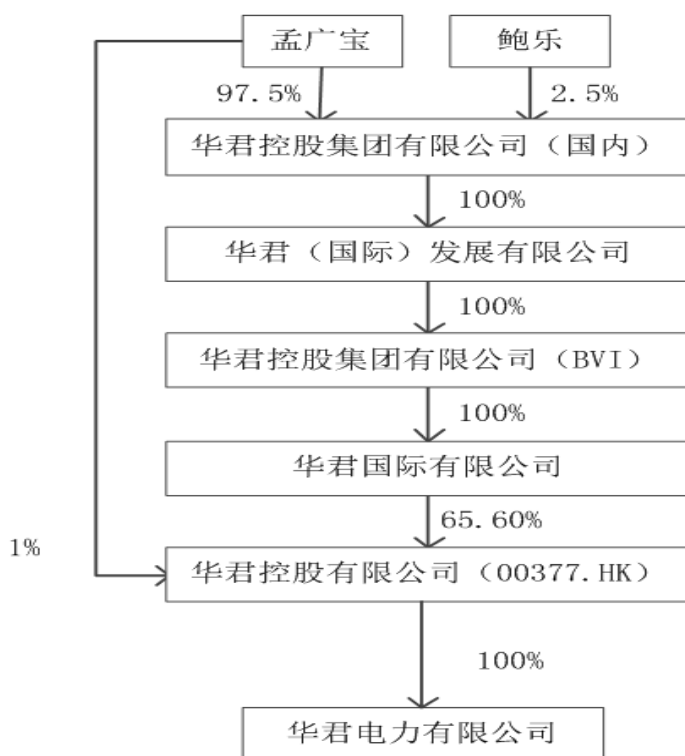 孟广宝
鲍乐
97.5%
2.5%
华君控股集团有限公司（国内）
100%
华君（国际）发展有限公司
100%
华君控股集团有限公司（BVI）
100%
华君国际有限公司
65.60%
1%
华君控股有限公司（00377.HK）
100%
华君电力有限公司